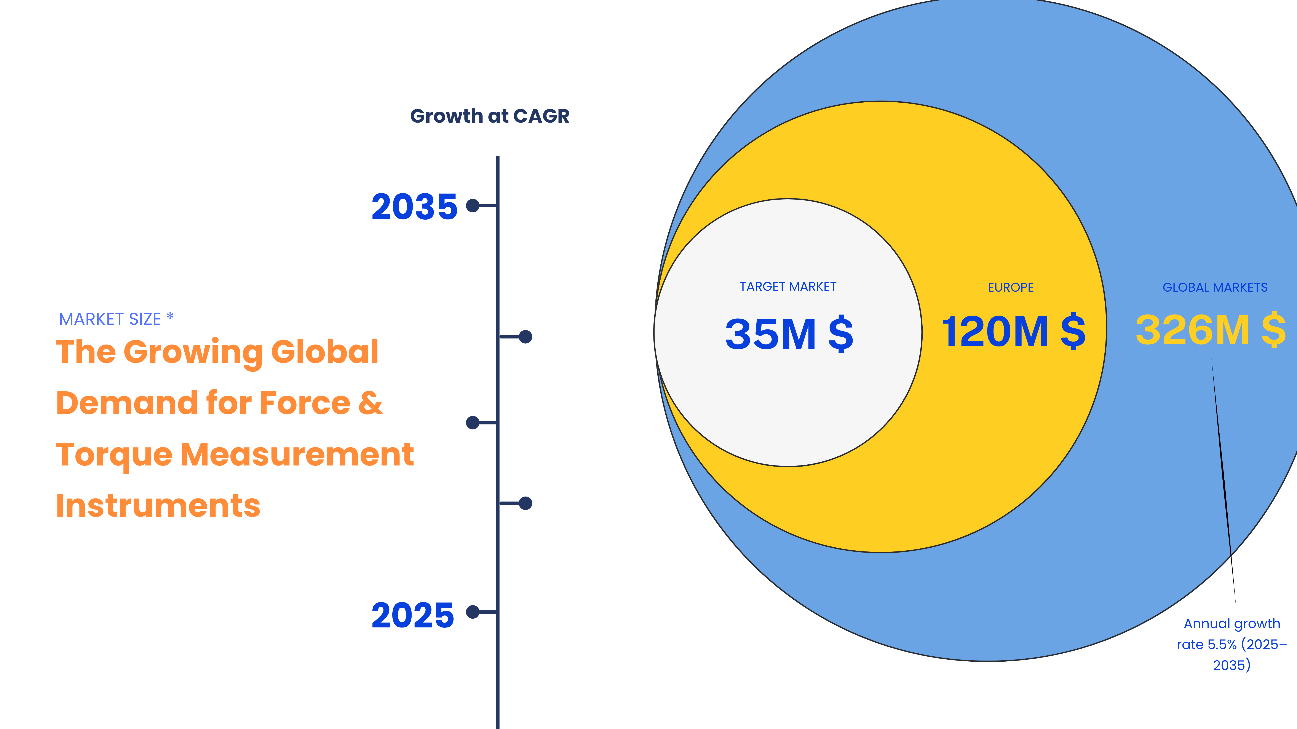 Growth at CAGR
2035
2025
MARKET SIZE *
The Growing Global
Demand for Force &
Torque Measurement
Instruments
TARGET MARKET
35M $
EUROPE
120M $
GLOBAL MARKETS
326M $
Annual growth
rate 5.5% (2025–
2035)